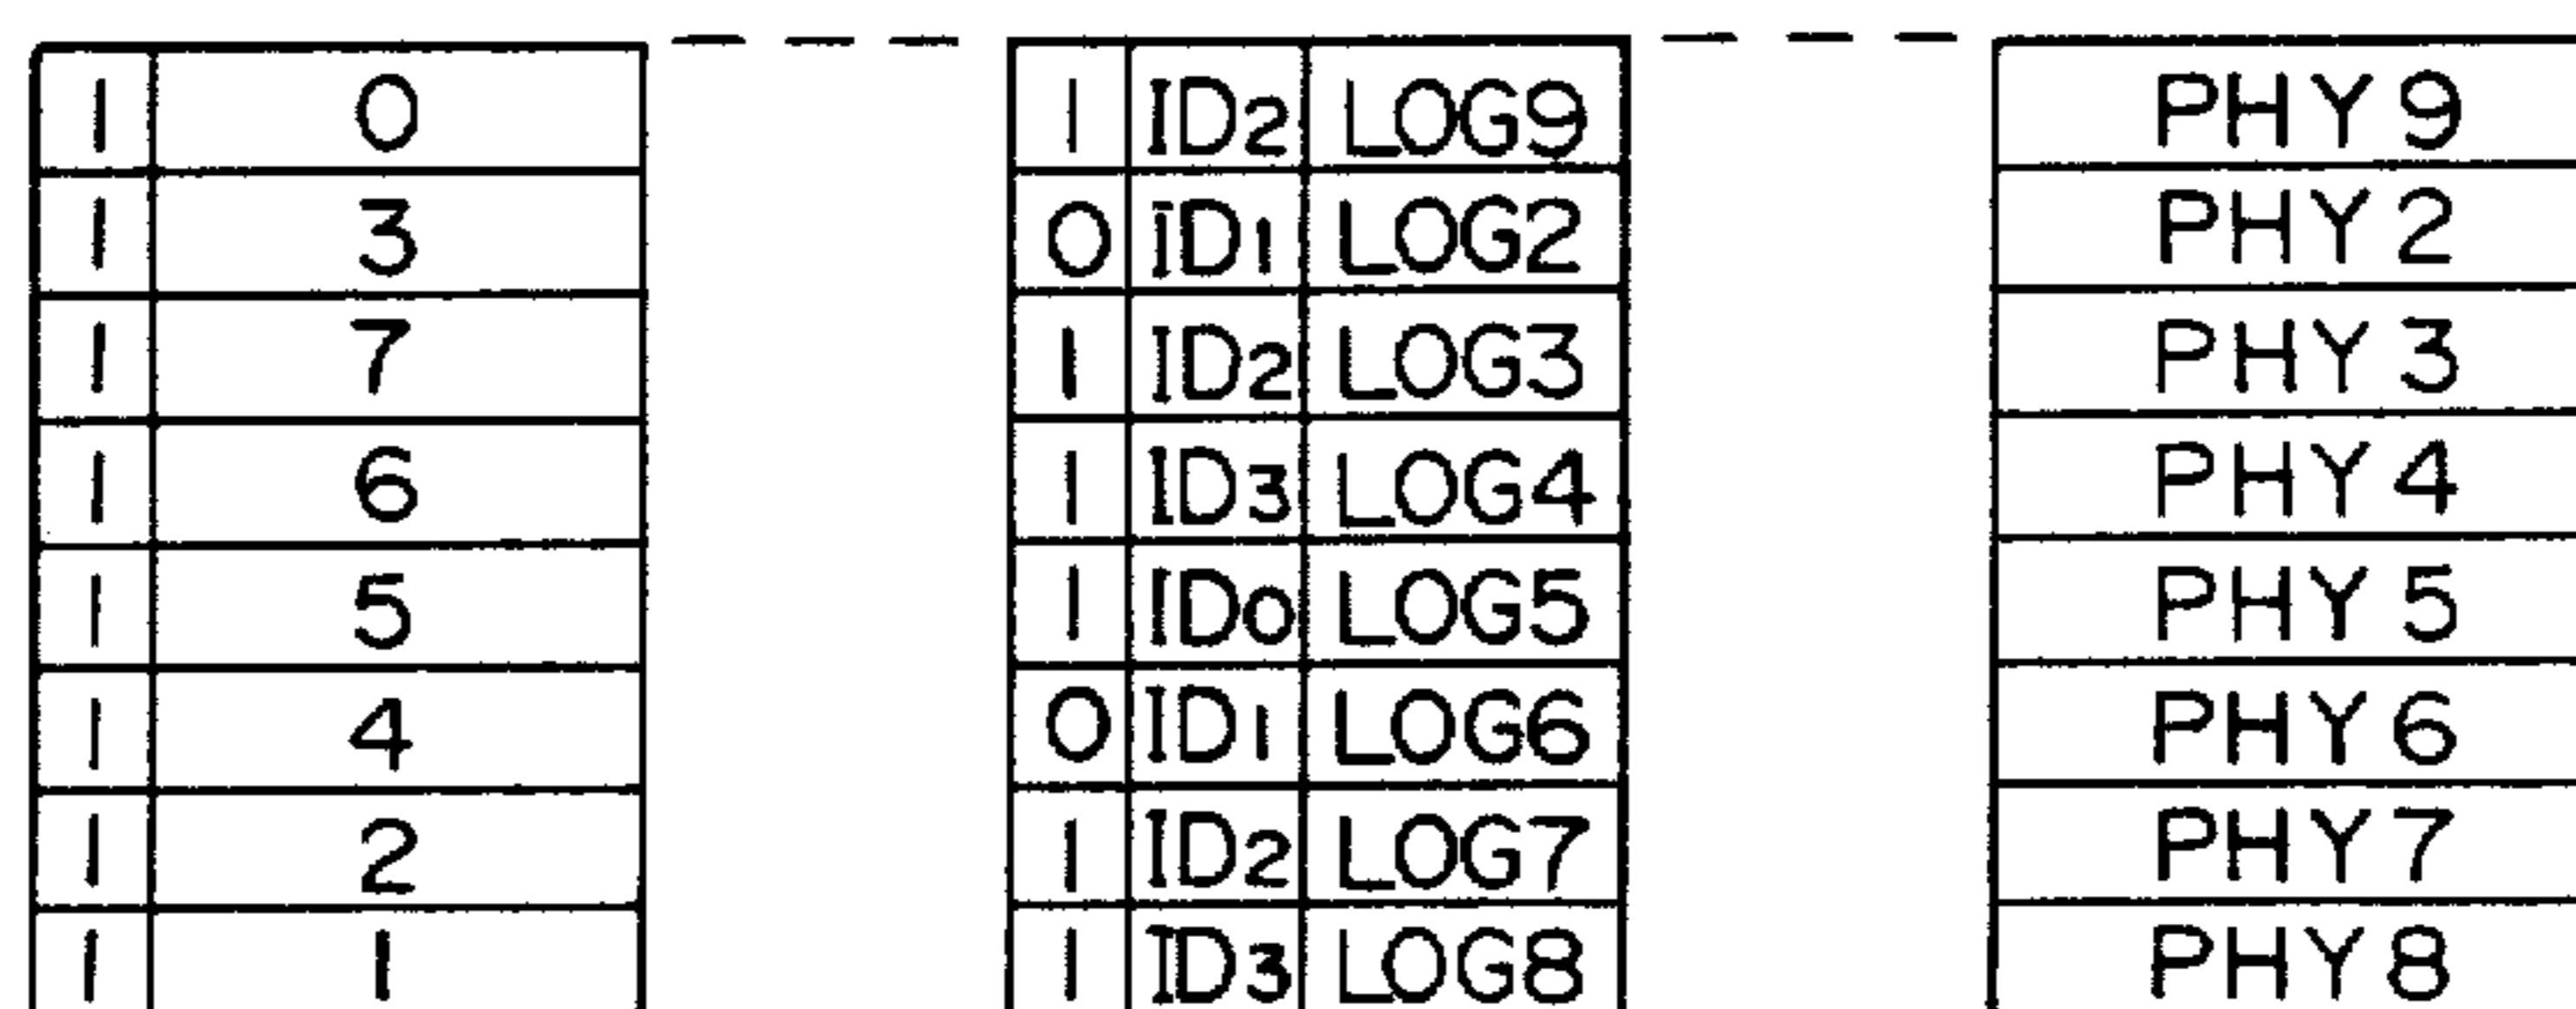 1 0 1 ID2 LOG9 PHY9
1 3 0 ID1 LOG2 PHY2
1 7 1 ID2 LOG3 PHY3
1 6 1 ID3 LOG4 PHY4
1 5 1 ID0 LOG5 PHY5
1 4 0 ID1 LOG6 PHY6
1 2 1 ID2 LOG7 PHY7
1 1 1 ID3 LOG8 PHY8